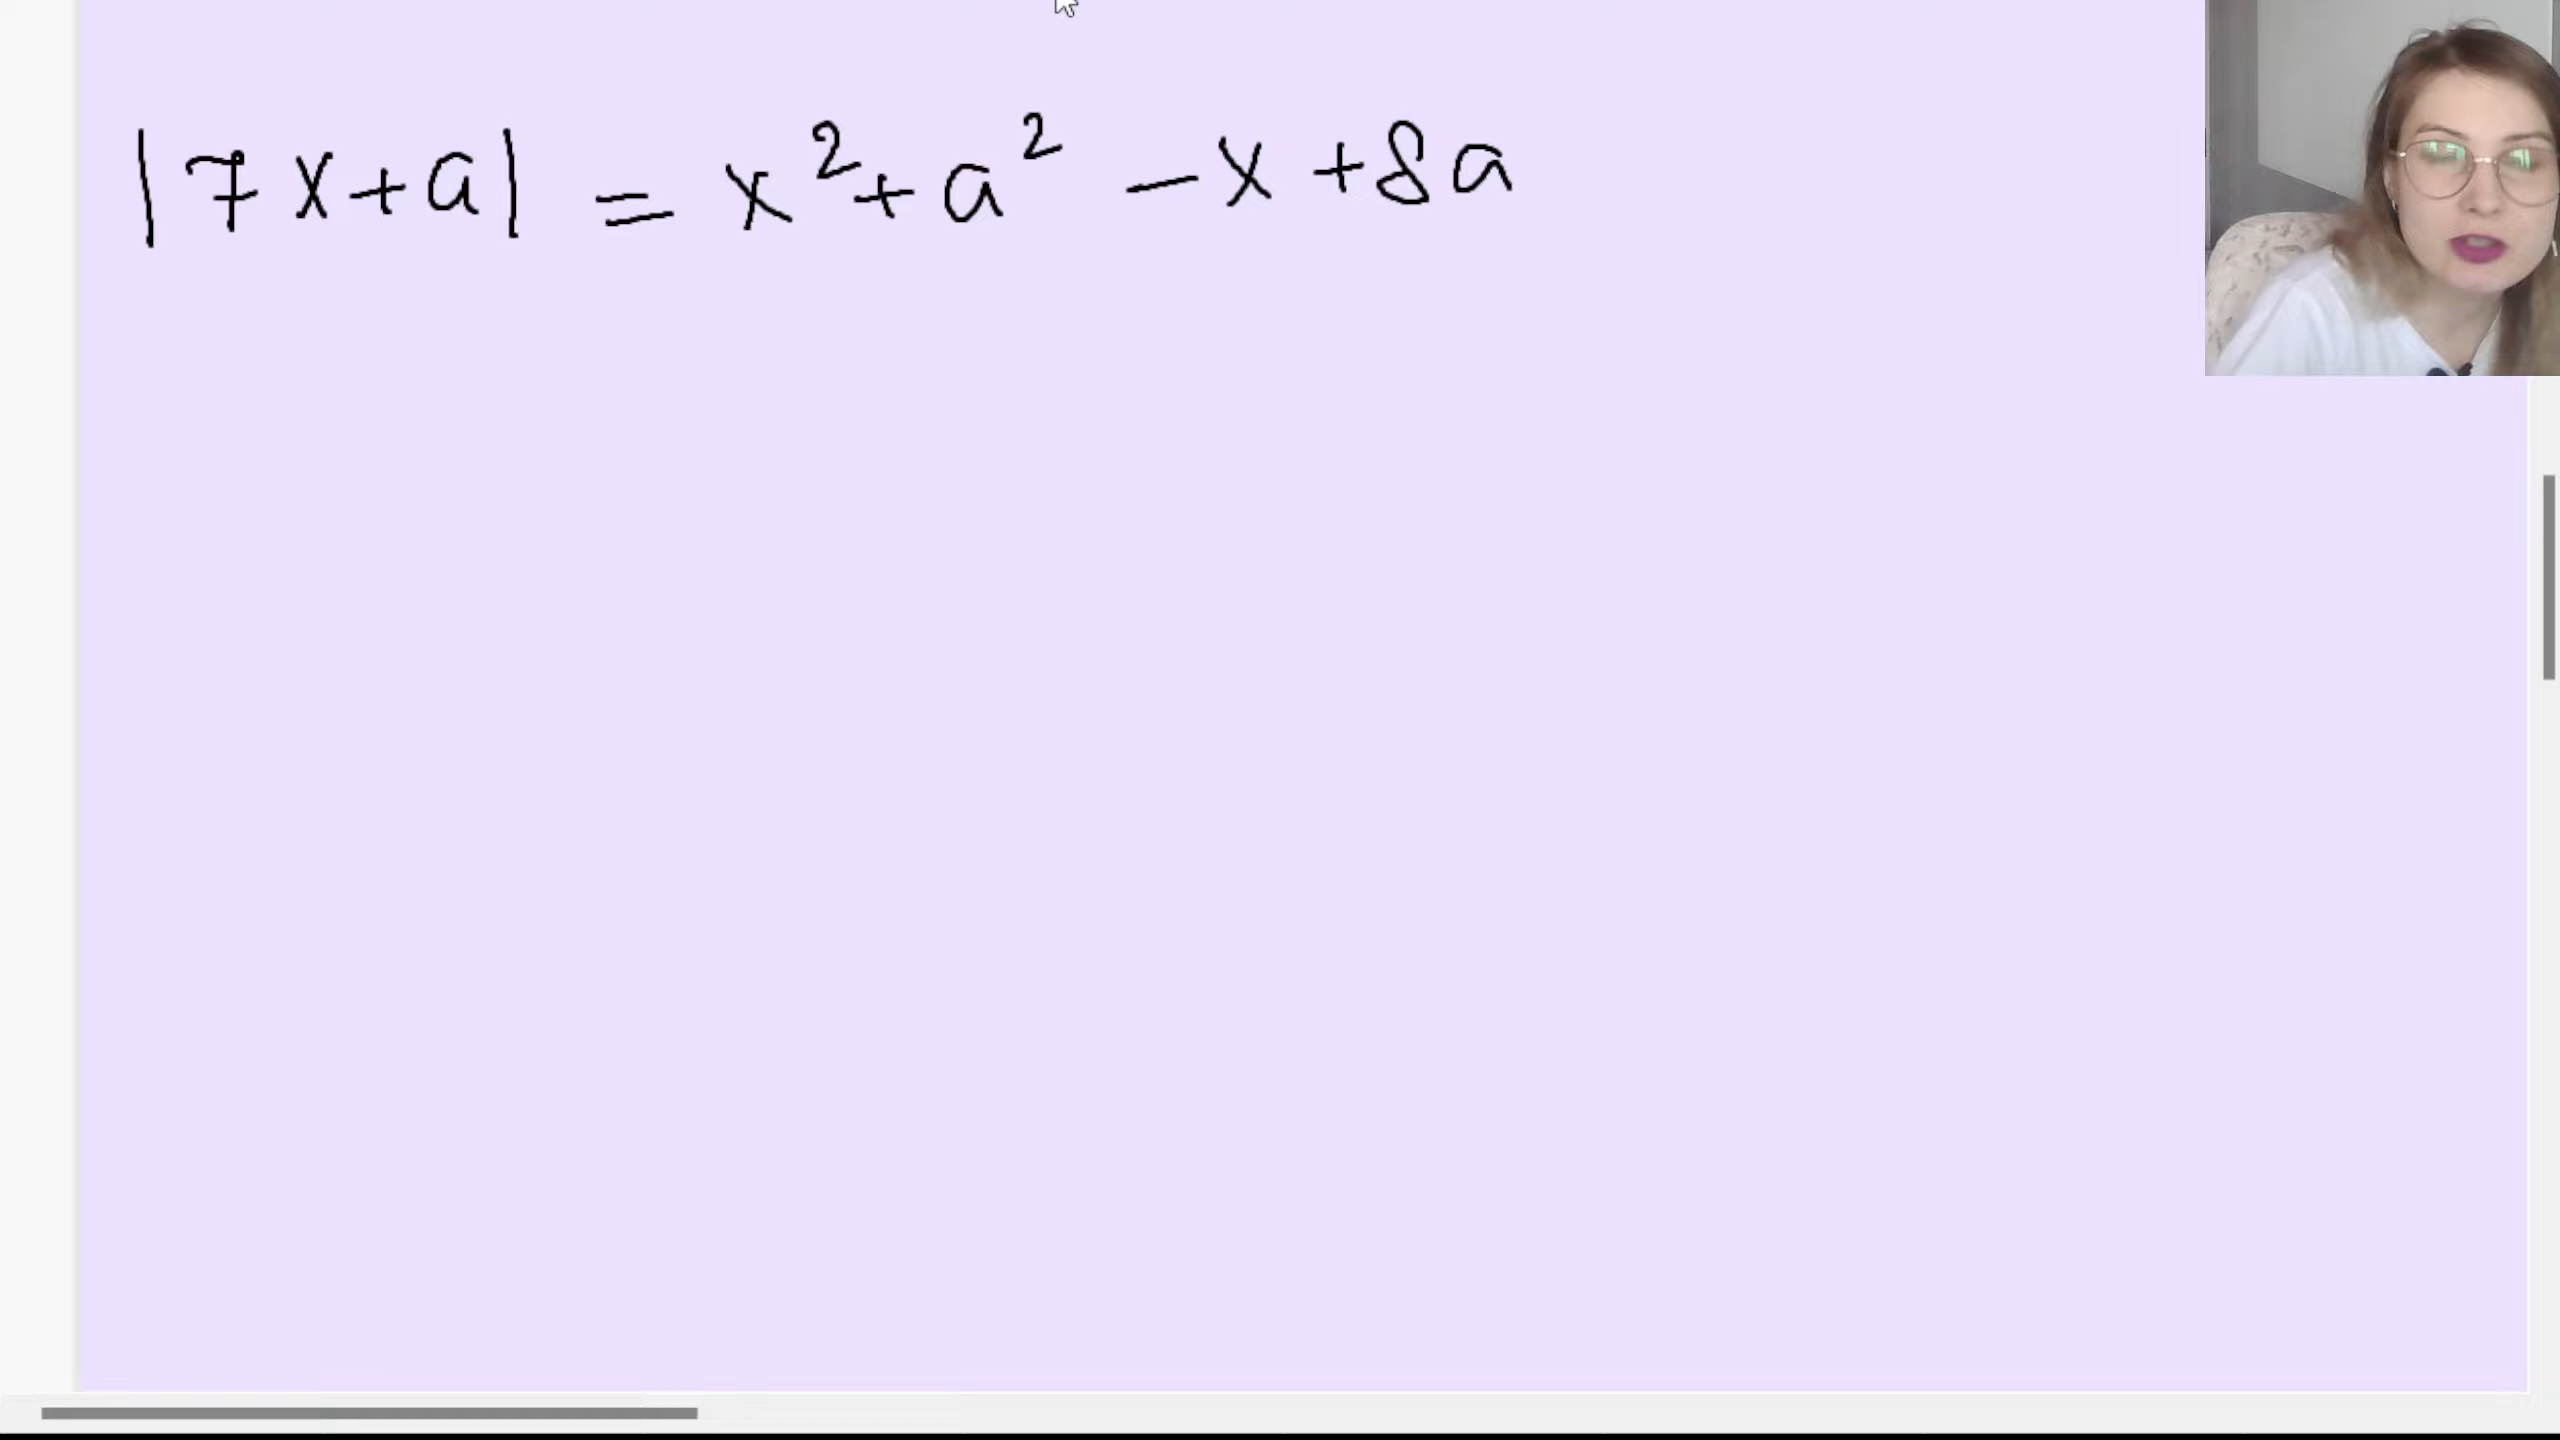 |7x+a| = x²+a² -x+8a